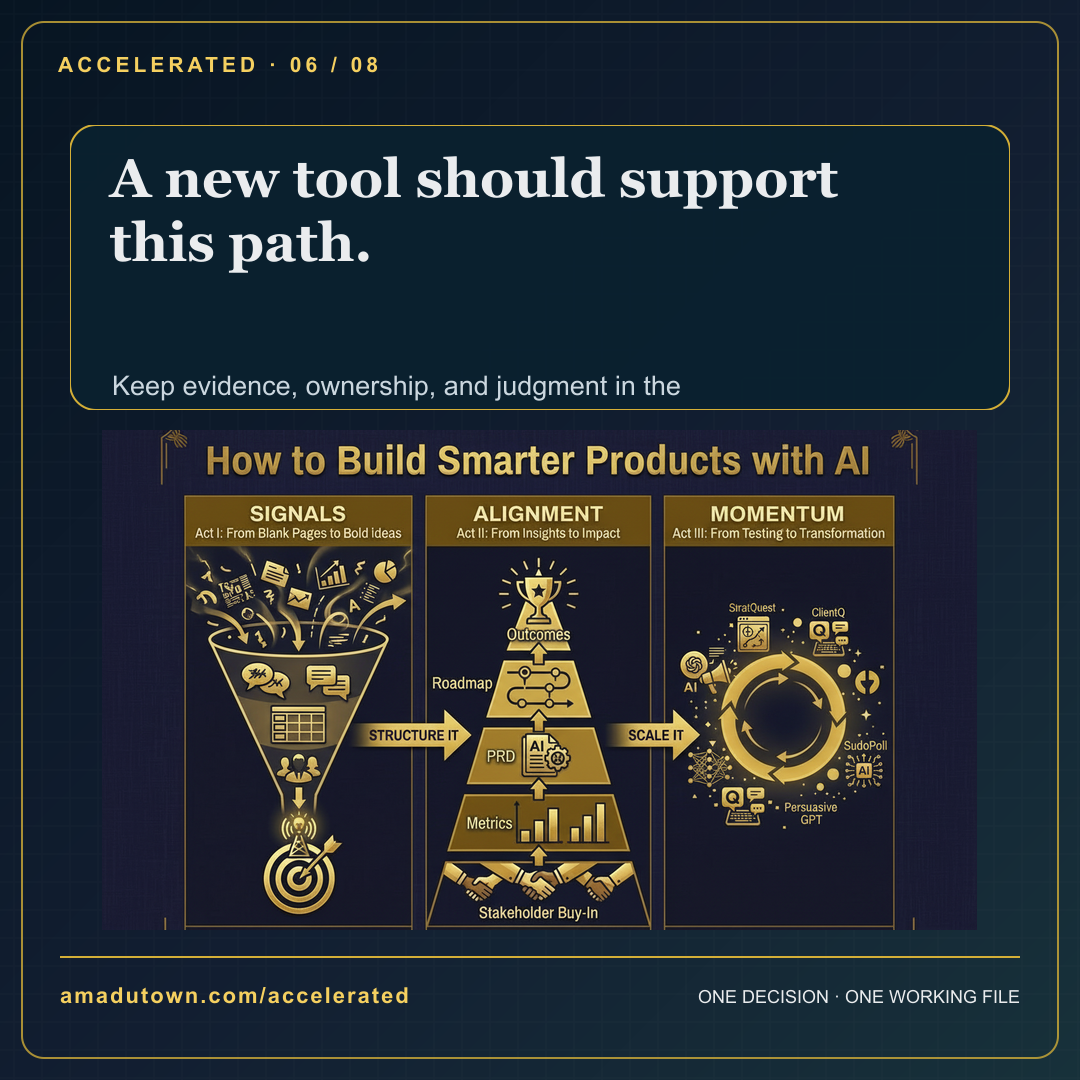 ACCELERATED · 06 / 08
A new tool should support
this path.
Keep evidence, ownership, and judgment in the
How to Build Smarter Products with AI
SIGNALS
Act I: From Blank Pages to Bold Ideas
ALIGNMENT
Act II: From Insights to Impact
MOMENTUM
Act III: From Testing to Transformation
Outcomes
Roadmap
STRUCTURE IT
PRD
AI
Metrics
Stakeholder Buy-In
SCALE IT
SiratQuest
ClientQ
Q
AI
SudoPoll
AI
Q
Persuasive
GPT
amadutown.com/accelerated
ONE DECISION · ONE WORKING FILE